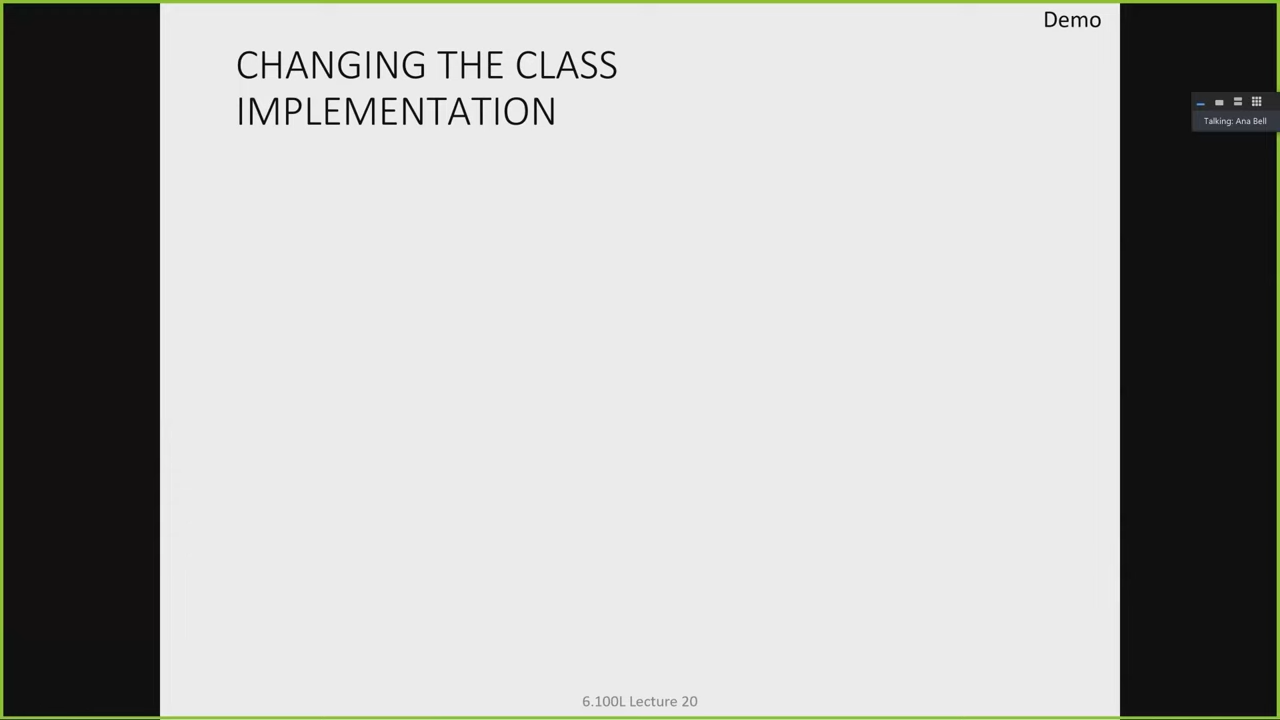 Demo
CHANGING THE CLASS
IMPLEMENTATION
Talking: Ana Bell
6.100L Lecture 20